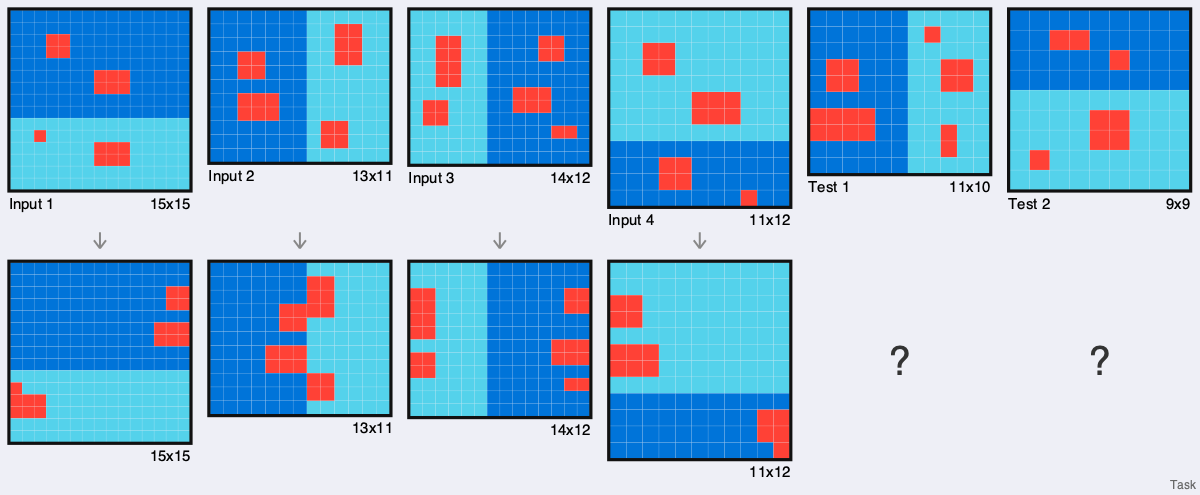 Input 1 15x15
Input 2 13x11
Input 3 14x12
Input 4 11x12
Test 1 11x10
Test 2 9x9
15x15
13x11
14x12
11x12
?
?
Task